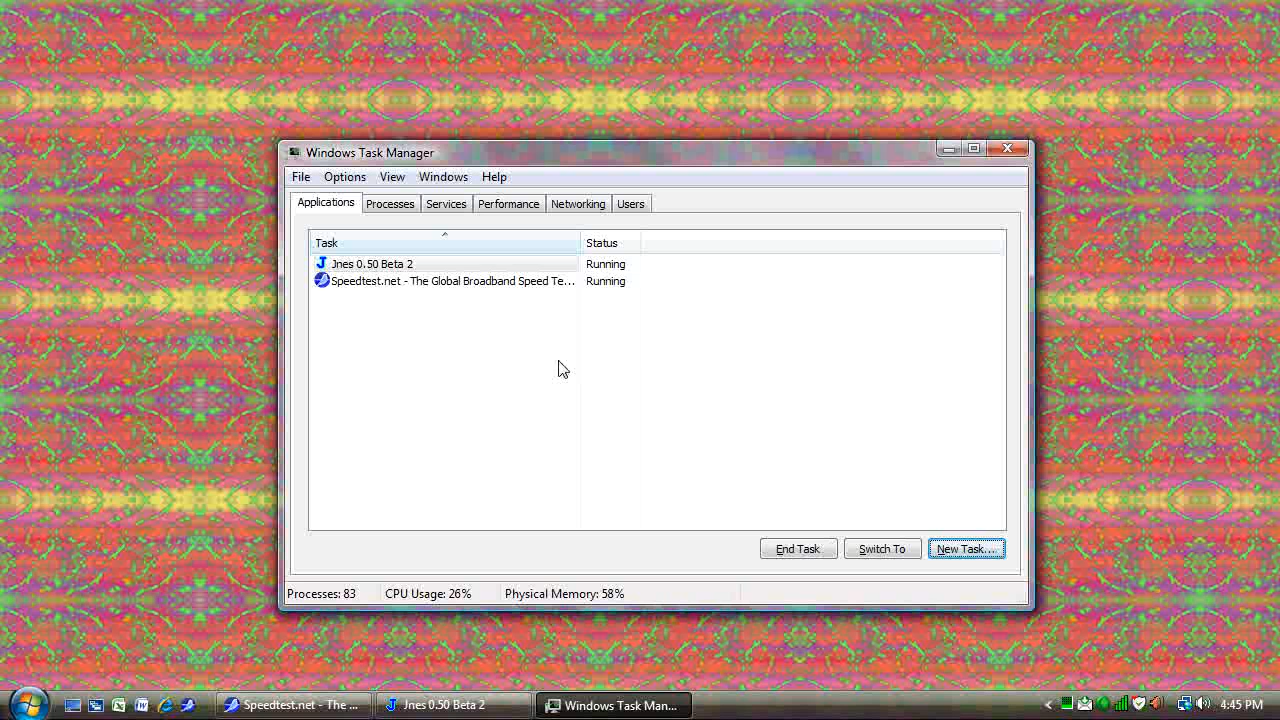 Windows Task Manager
File Options View Windows Help
Applications Processes Services Performance Networking Users
Task Status
Jnes 0.50 Beta 2 Running
Speedtest.net - The Global Broadband Speed Te... Running
End Task Switch To New Task...
Processes: 83 CPU Usage: 26% Physical Memory: 58%
Speedtest.net - The ... Jnes 0.50 Beta 2 Windows Task Man... 4:45 PM